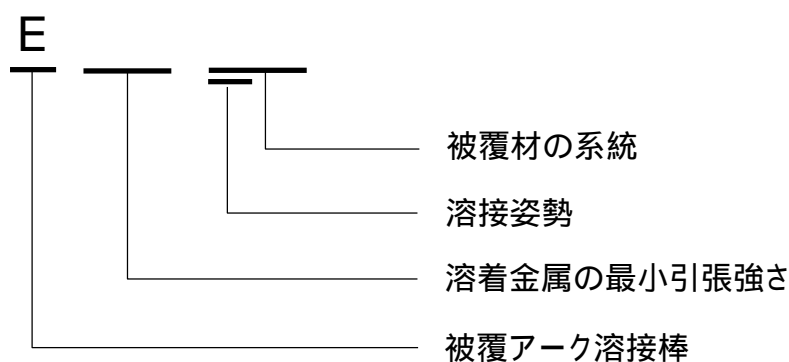 E
被覆材の系統
溶接姿勢
溶着金属の最小引張強さ
被覆アーク溶接棒